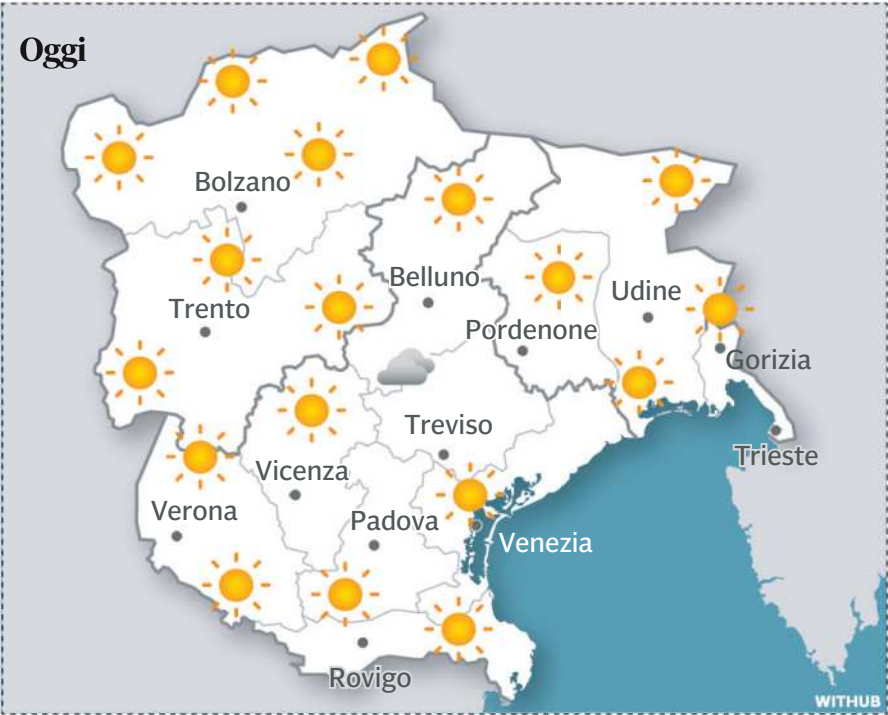 Oggi
Bolzano
Belluno
Trento
Udine
Pordenone
Gorizia
Treviso
Trieste
Vicenza
Verona
Padova
Venezia
Rovigo
WITHUB